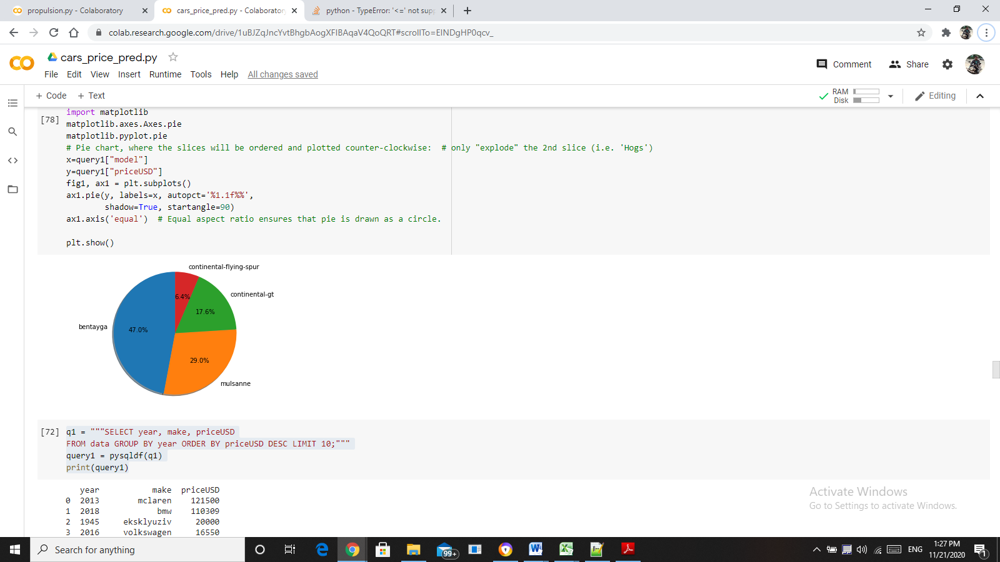 propulsion.py - Colaboratory
cars_price_pred.py - Colaborator
python - TypeError: '<=' not supp
colab.research.google.com/drive/1uBJZqJncYvtBhgbAogXFIBAqaV4QoQRT#scrollTo=EINDgHP0qcv_
cars_price_pred.py
Comment
Share
File Edit View Insert Runtime Tools Help All changes saved
+ Code + Text
RAM
Disk
Editing
[78]
import matplotlib
matplotlib.axes.Axes.pie
matplotlib.pyplot.pie
# Pie chart, where the slices will be ordered and plotted counter-clockwise:  # only "explode" the 2nd slice (i.e. 'Hogs')
x=query1["model"]
y=query1["priceUSD"]
fig1, ax1 = plt.subplots()
ax1.pie(y, labels=x, autopct='%1.1f%%',
        shadow=True, startangle=90)
ax1.axis('equal')  # Equal aspect ratio ensures that pie is drawn as a circle.
plt.show()
continental-flying-spur
continental-gt
6.4%
17.6%
bentayga
47.0%
29.0%
mulsanne
[72]
q1 = """SELECT year, make, priceUSD
FROM data GROUP BY year ORDER BY priceUSD DESC LIMIT 10;"""
query1 = pysqldf(q1)
print(query1)
year make priceUSD
0 2013 mclaren 121500
1 2018 bmw 110309
2 1945 eksklyuziv 20000
3 2016 volkswagen 16550
Activate Windows
Go to Settings to activate Windows.
Search for anything
99+
ENG
1:27 PM
11/21/2020
1